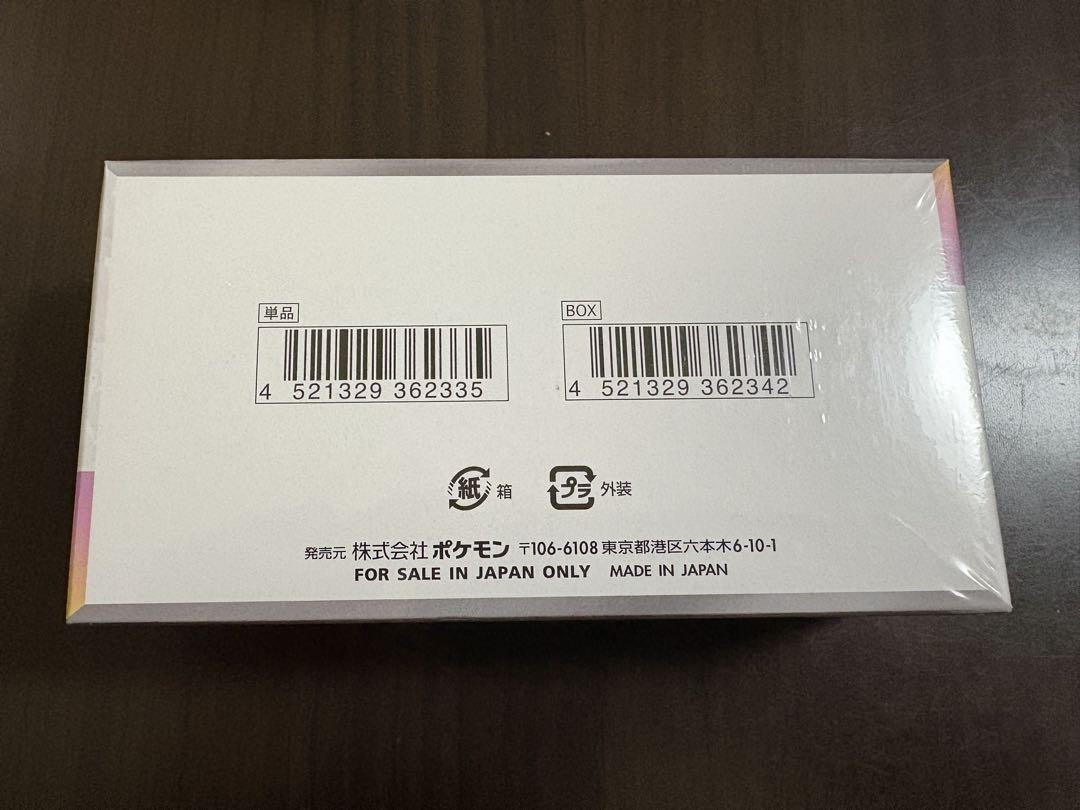 単品
4 521329 362335
BOX
4 521329 362342
紙 箱
プラ 外装
発売元 株式会社 ポケモン 〒106-6108 東京都港区六本木6-10-1
FOR SALE IN JAPAN ONLY MADE IN JAPAN